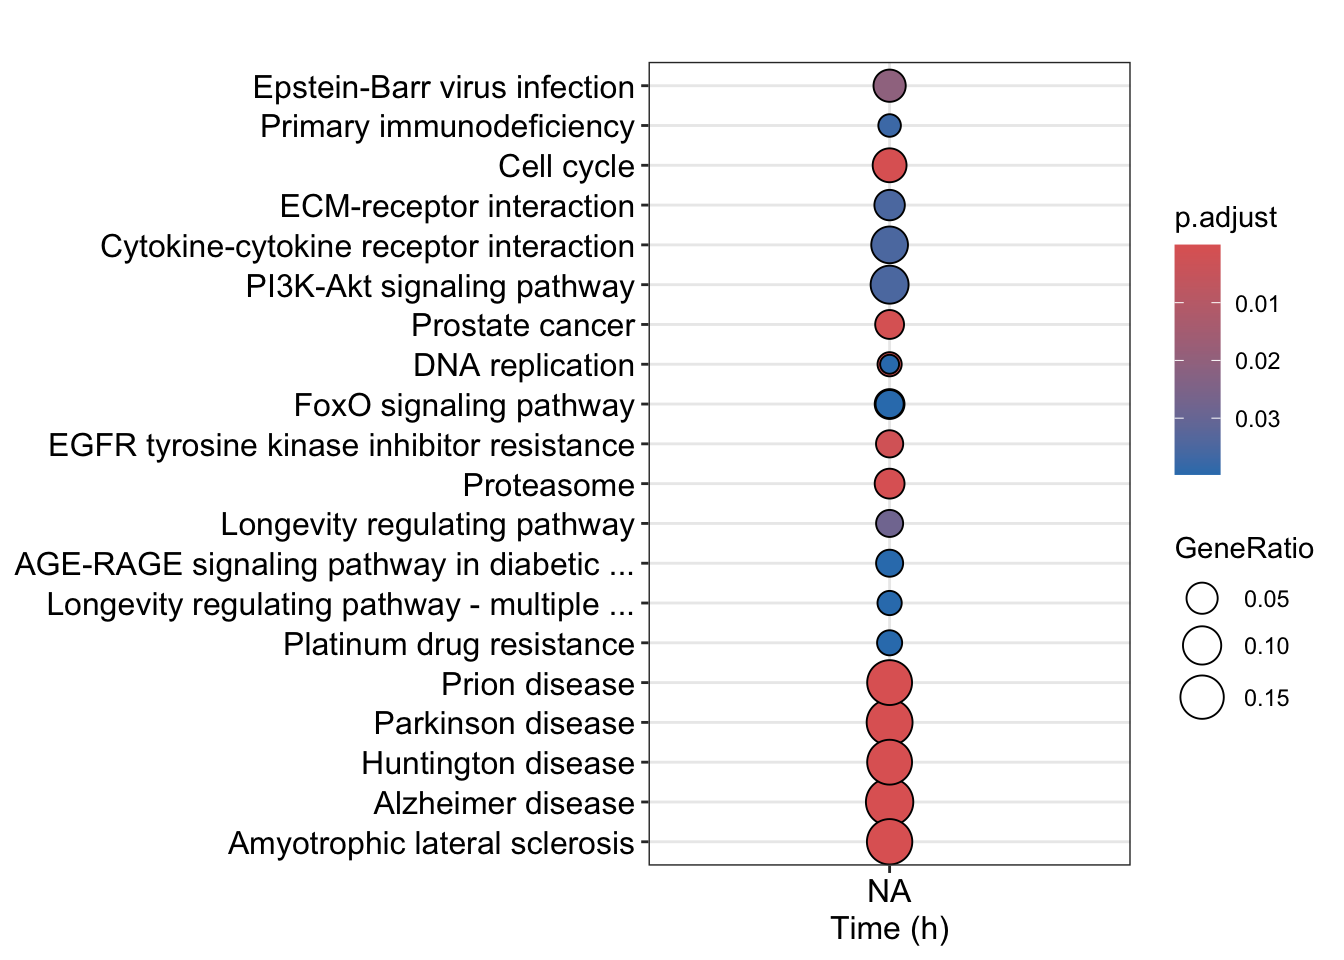 Epstein-Barr virus infection
Primary immunodeficiency
Cell cycle
ECM-receptor interaction
Cytokine-cytokine receptor interaction
PI3K-Akt signaling pathway
Prostate cancer
DNA replication
FoxO signaling pathway
EGFR tyrosine kinase inhibitor resistance
Proteasome
Longevity regulating pathway
AGE-RAGE signaling pathway in diabetic ...
Longevity regulating pathway - multiple ...
Platinum drug resistance
Prion disease
Parkinson disease
Huntington disease
Alzheimer disease
Amyotrophic lateral sclerosis
NA
Time (h)
p.adjust
0.01
0.02
0.03
GeneRatio
0.05
0.10
0.15